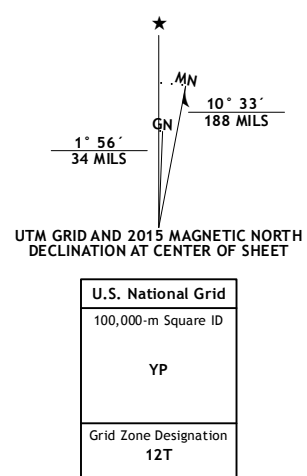 ★
MN
GN
10° 33´
188 MILS
1° 56´
34 MILS
UTM GRID AND 2015 MAGNETIC NORTH
DECLINATION AT CENTER OF SHEET
U.S. National Grid
100,000-m Square ID
YP
Grid Zone Designation
12T